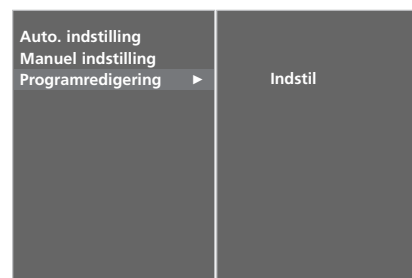 Auto. indstilling
Manuel indstilling
Programredigering ►
Indstil